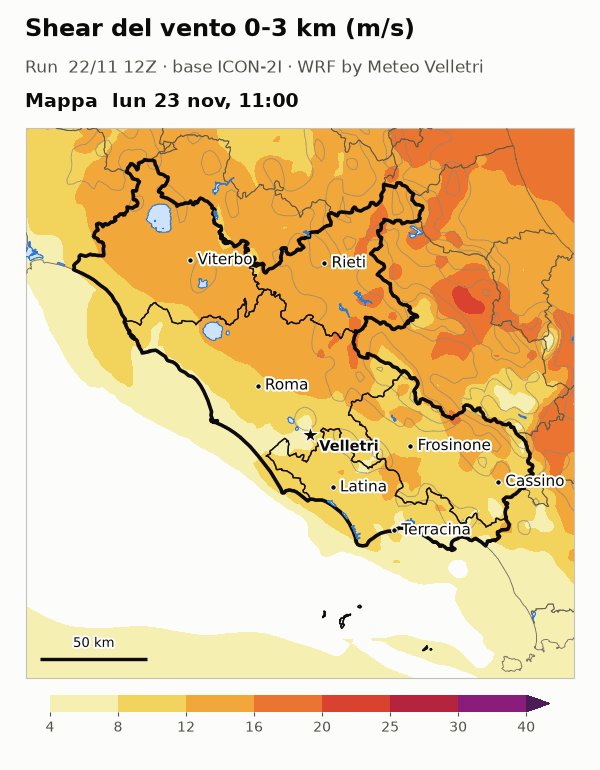 Shear del vento 0-3 km (m/s)
Run  22/11 12Z · base ICON-2I · WRF by Meteo Velletri
Mappa  lun 23 nov, 11:00
Viterbo
Rieti
Roma
Velletri
Frosinone
Cassino
Latina
Terracina
50 km
4 8 12 16 20 25 30 40